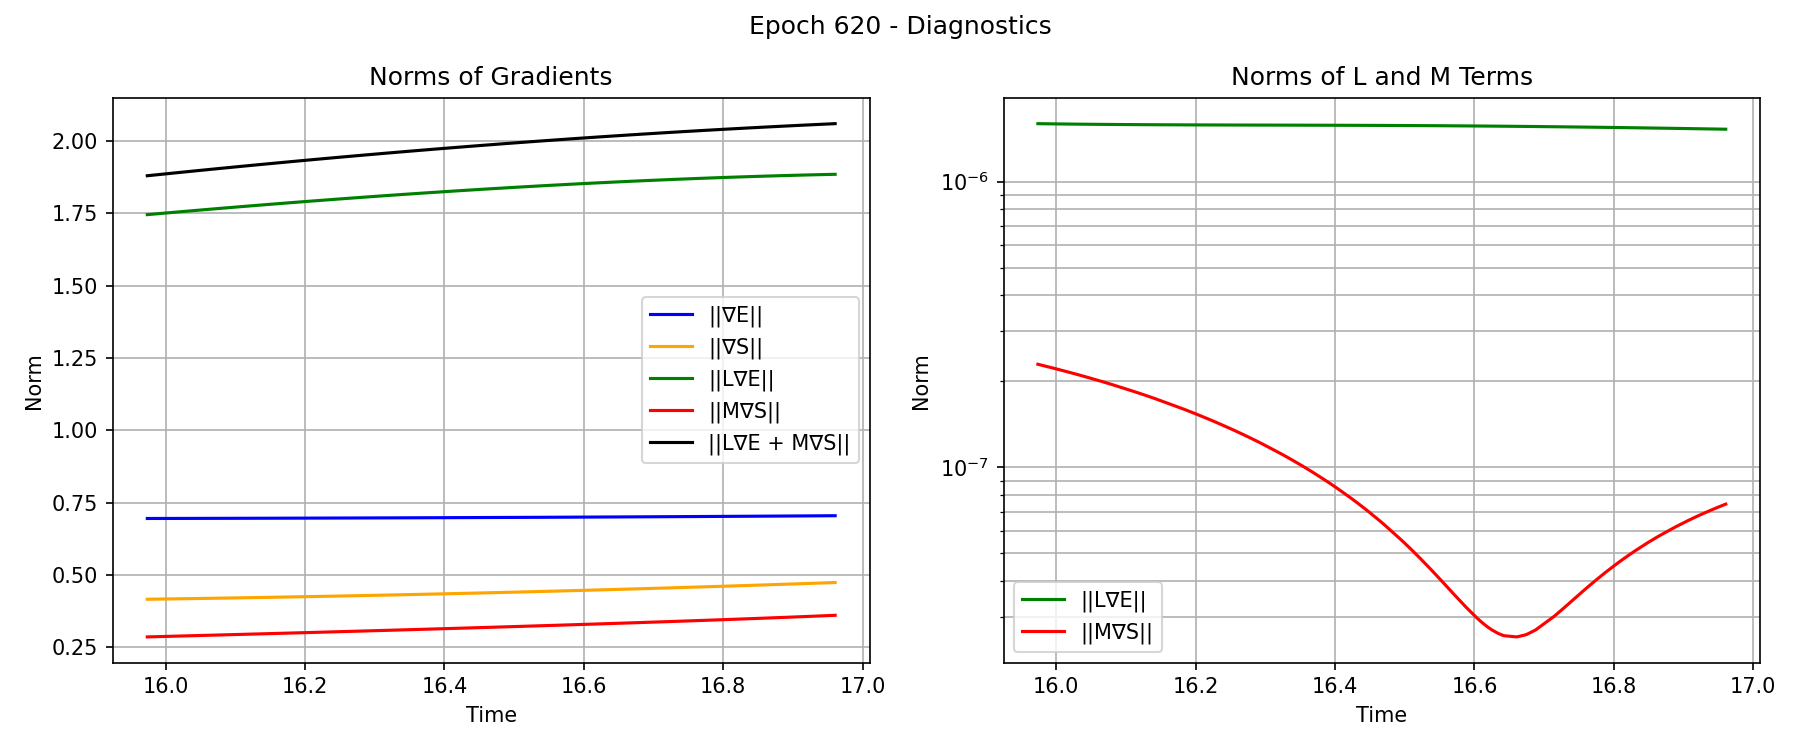 Epoch 620 - Diagnostics
Norms of Gradients
Norm
2.00
1.75
1.50
1.25
1.00
0.75
0.50
0.25
16.0 16.2 16.4 16.6 16.8 17.0
Time
||∇E||
||∇S||
||L∇E||
||M∇S||
||L∇E + M∇S||
Norms of L and M Terms
Norm
10⁻⁶
10⁻⁷
16.0 16.2 16.4 16.6 16.8 17.0
Time
||L∇E||
||M∇S||